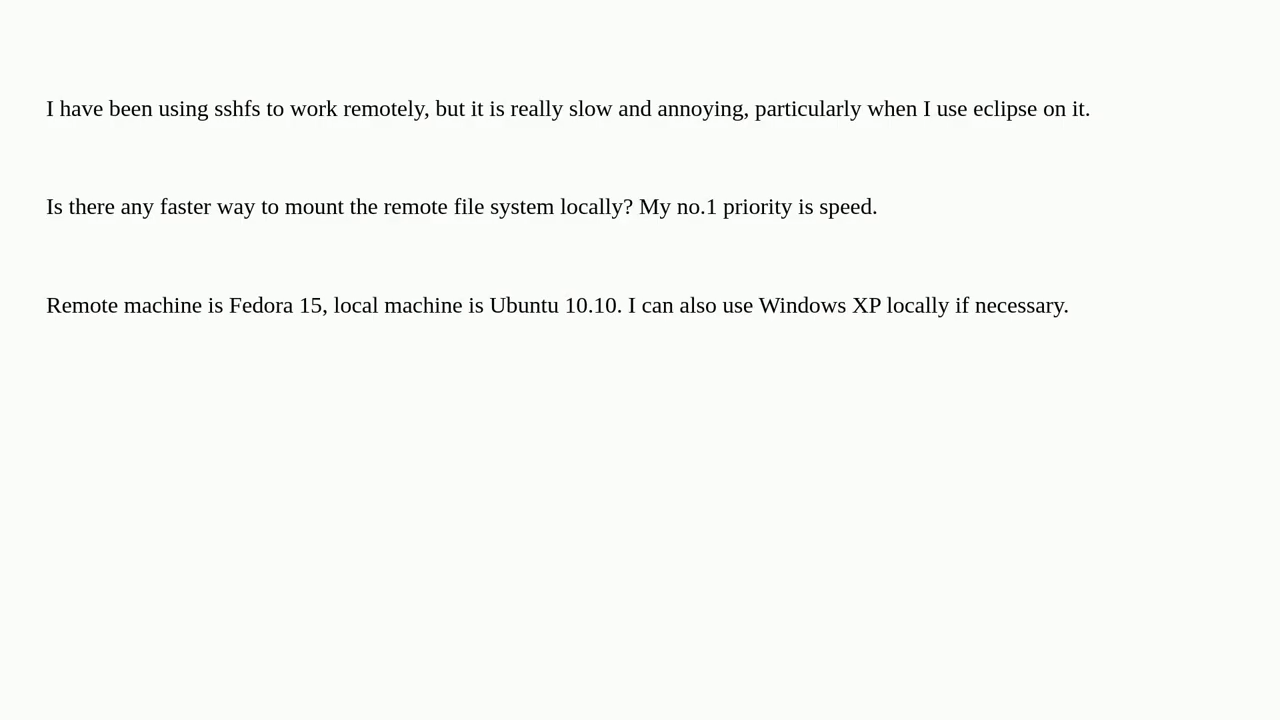 I have been using sshfs to work remotely, but it is really slow and annoying, particularly when I use eclipse on it.
Is there any faster way to mount the remote file system locally? My no.1 priority is speed.
Remote machine is Fedora 15, local machine is Ubuntu 10.10. I can also use Windows XP locally if necessary.